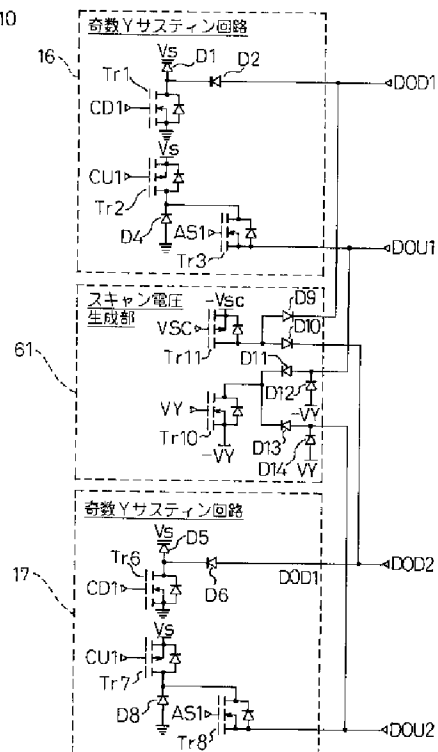 10
奇数Yサスティン回路
16
Vs
D1
D2
Tr1
CD1
DOD1
Vs
CU1
Tr2
D4
AS1
Tr3
DOU1
スキャン電圧
生成部
61
-Vsc
VSC
Tr11
D9
D10
D11
D12
-VY
VY
Tr10
-VY
D13
D14
VY
奇数Yサスティン回路
17
Vs
D5
Tr6
CD1
D6
DOD1
DOD2
Vs
CU1
Tr7
D8
AS1
Tr8
DOU2